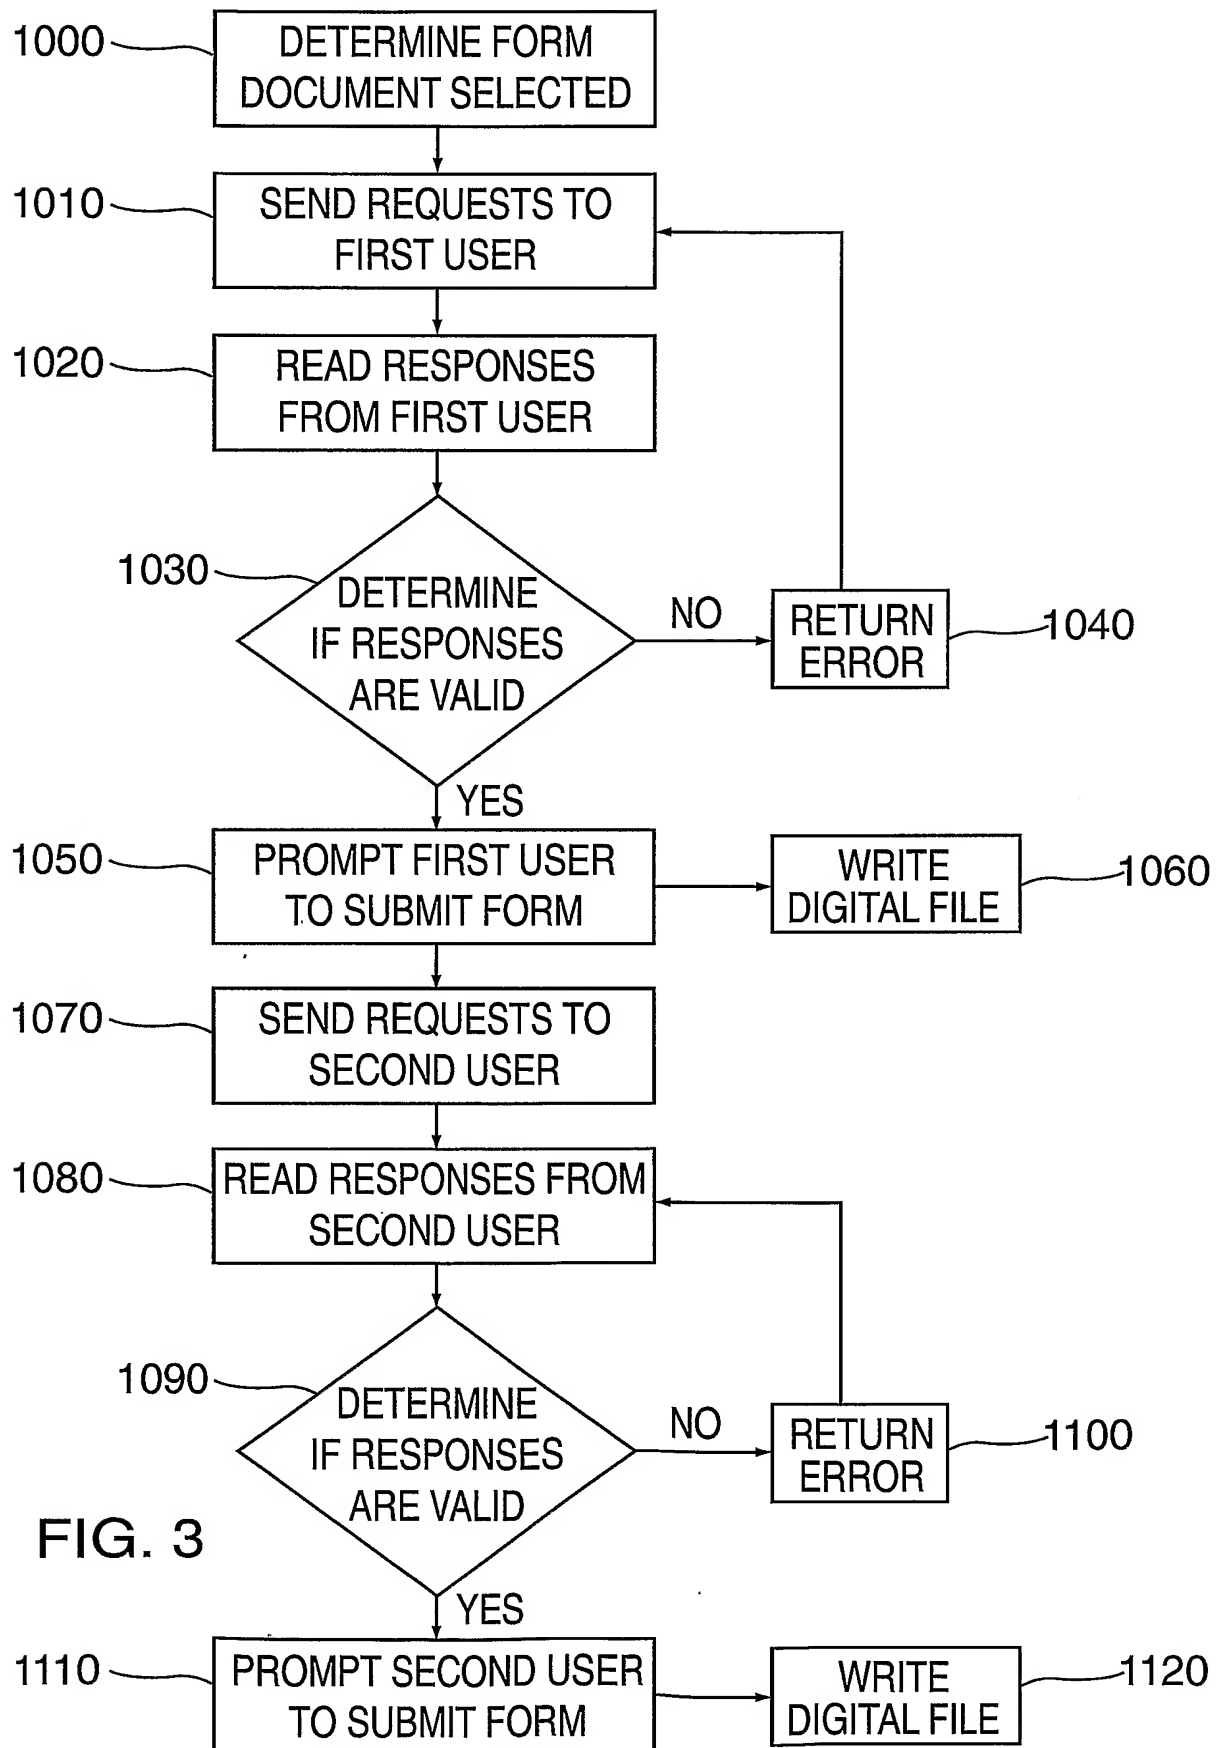 1000
DETERMINE FORM
DOCUMENT SELECTED
1010
SEND REQUESTS TO
FIRST USER
1020
READ RESPONSES
FROM FIRST USER
1030
DETERMINE
IF RESPONSES
ARE VALID
NO
RETURN
ERROR
1040
YES
1050
PROMPT FIRST USER
TO SUBMIT FORM
WRITE
DIGITAL FILE
1060
1070
SEND REQUESTS TO
SECOND USER
1080
READ RESPONSES FROM
SECOND USER
1090
DETERMINE
IF RESPONSES
ARE VALID
NO
RETURN
ERROR
1100
FIG. 3
YES
1110
PROMPT SECOND USER
TO SUBMIT FORM
WRITE
DIGITAL FILE
1120